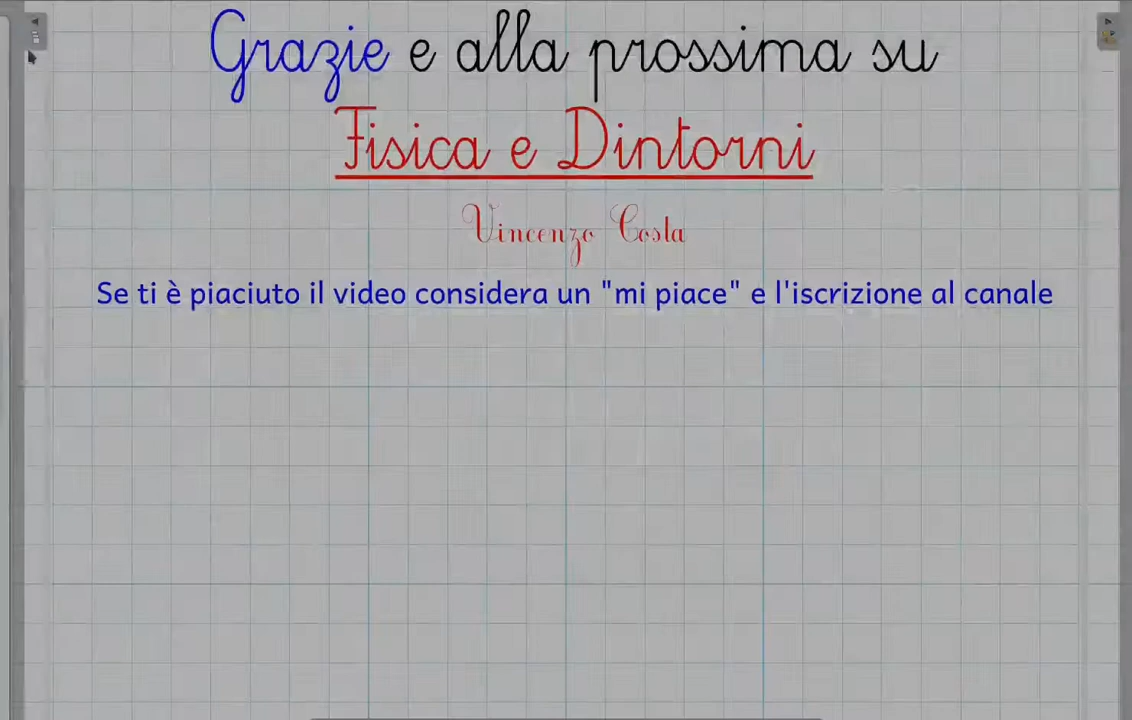 Grazie e alla prossima su
Fisica e Dintorni
Vincenzo Costa
Se ti è piaciuto il video considera un "mi piace" e l'iscrizione al canale